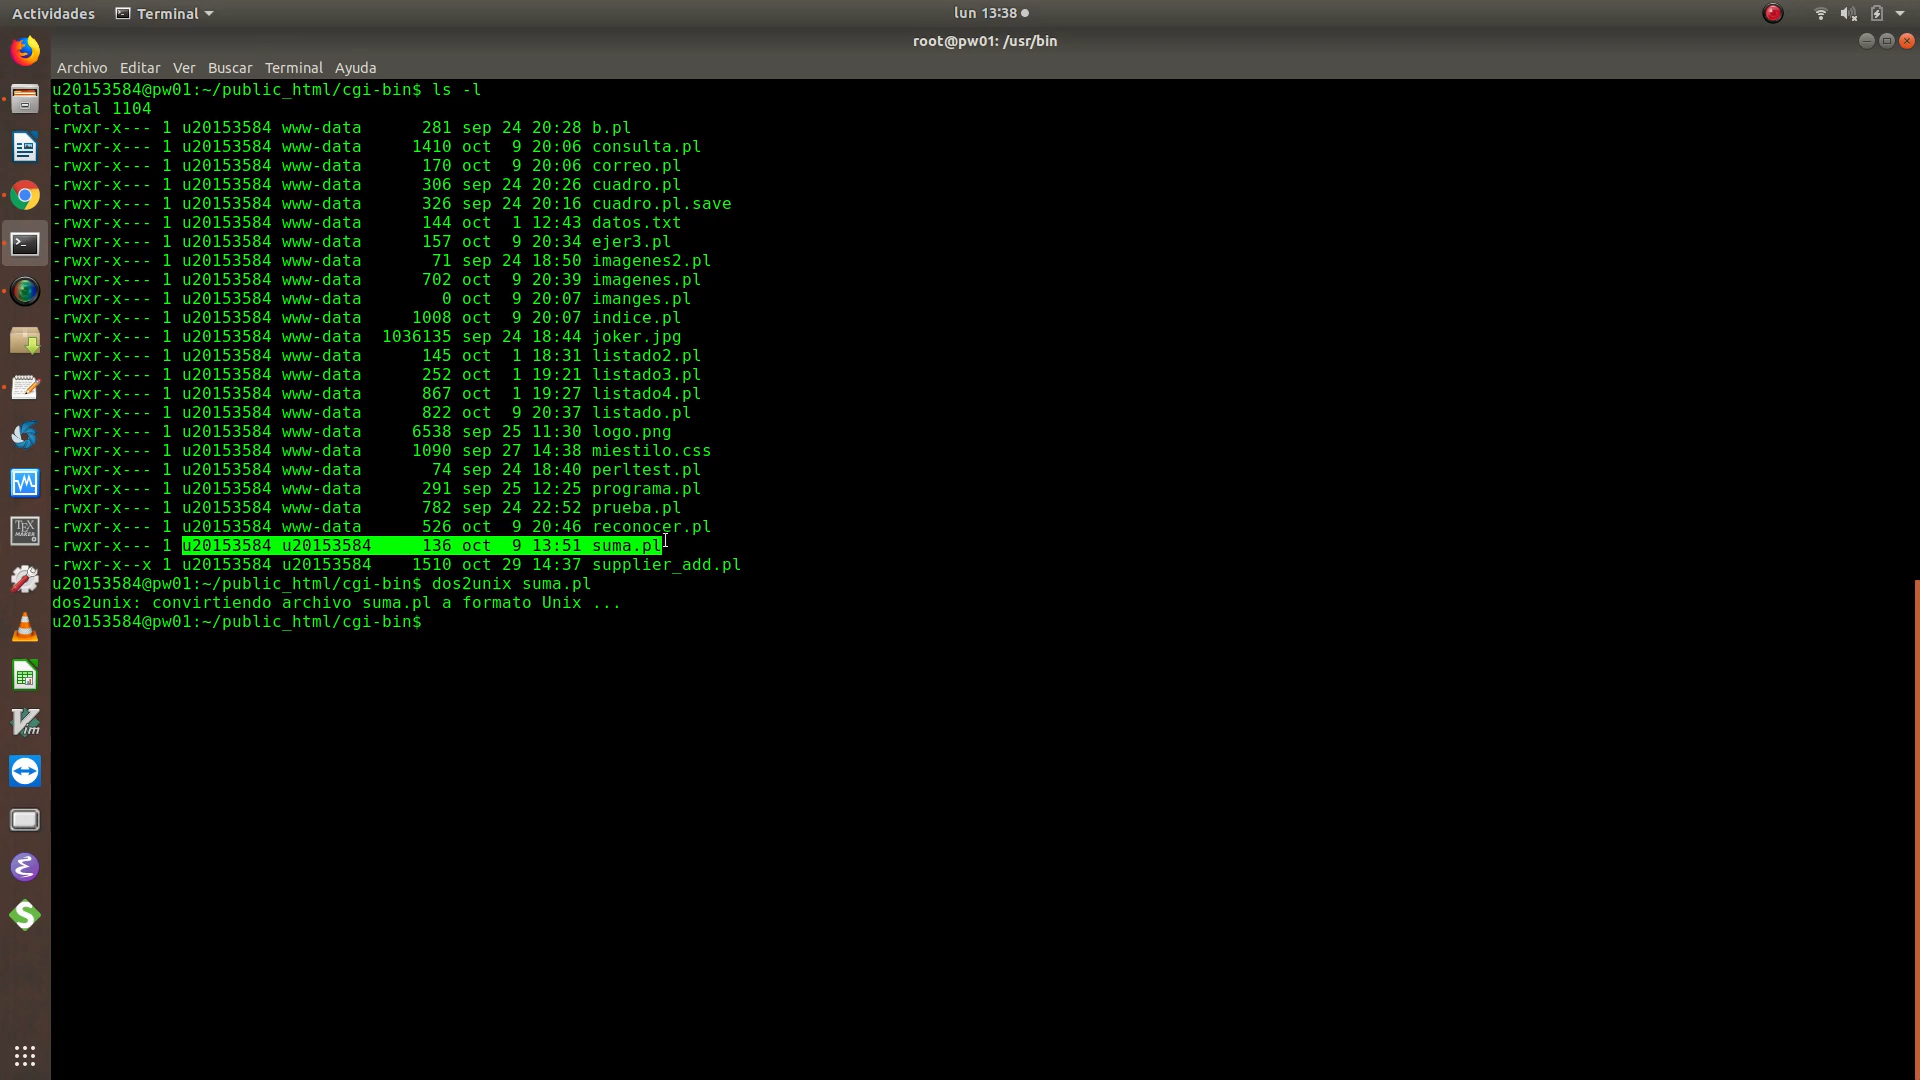 Actividades Terminal lun 13:38
root@pw01: /usr/bin
Archivo Editar Ver Buscar Terminal Ayuda
u20153584@pw01:~/public_html/cgi-bin$ ls -l
total 1104
-rwxr-x--- 1 u20153584 www-data 281 sep 24 20:28 b.pl
-rwxr-x--- 1 u20153584 www-data 1410 oct 9 20:06 consulta.pl
-rwxr-x--- 1 u20153584 www-data 170 oct 9 20:06 correo.pl
-rwxr-x--- 1 u20153584 www-data 306 sep 24 20:26 cuadro.pl
-rwxr-x--- 1 u20153584 www-data 326 sep 24 20:16 cuadro.pl.save
-rwxr-x--- 1 u20153584 www-data 144 oct 1 12:43 datos.txt
-rwxr-x--- 1 u20153584 www-data 157 oct 9 20:34 ejer3.pl
-rwxr-x--- 1 u20153584 www-data 71 sep 24 18:50 imagenes2.pl
-rwxr-x--- 1 u20153584 www-data 702 oct 9 20:39 imagenes.pl
-rwxr-x--- 1 u20153584 www-data 0 oct 9 20:07 imanges.pl
-rwxr-x--- 1 u20153584 www-data 1008 oct 9 20:07 indice.pl
-rwxr-x--- 1 u20153584 www-data 1036135 sep 24 18:44 joker.jpg
-rwxr-x--- 1 u20153584 www-data 145 oct 1 18:31 listado2.pl
-rwxr-x--- 1 u20153584 www-data 252 oct 1 19:21 listado3.pl
-rwxr-x--- 1 u20153584 www-data 867 oct 1 19:27 listado4.pl
-rwxr-x--- 1 u20153584 www-data 822 oct 9 20:37 listado.pl
-rwxr-x--- 1 u20153584 www-data 6538 sep 25 11:30 logo.png
-rwxr-x--- 1 u20153584 www-data 1090 sep 27 14:38 miestilo.css
-rwxr-x--- 1 u20153584 www-data 74 sep 24 18:40 perltest.pl
-rwxr-x--- 1 u20153584 www-data 291 sep 25 12:25 programa.pl
-rwxr-x--- 1 u20153584 www-data 782 sep 24 22:52 prueba.pl
-rwxr-x--- 1 u20153584 www-data 526 oct 9 20:46 reconocer.pl
-rwxr-x--- 1 u20153584 u20153584 136 oct 9 13:51 suma.pl
-rwxr-x--x 1 u20153584 u20153584 1510 oct 29 14:37 supplier_add.pl
u20153584@pw01:~/public_html/cgi-bin$ dos2unix suma.pl
dos2unix: convirtiendo archivo suma.pl a formato Unix ...
u20153584@pw01:~/public_html/cgi-bin$